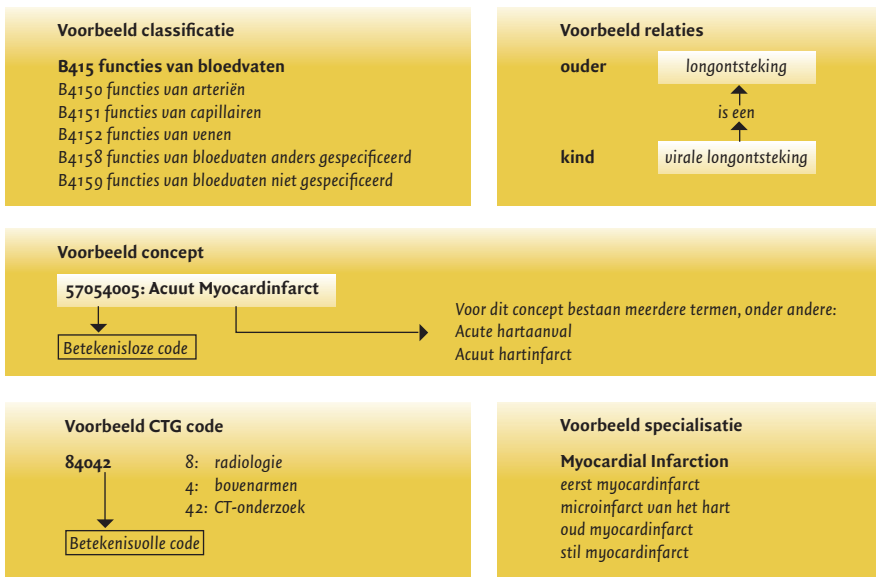 Voorbeeld classificatie
B415 functies van bloedvaten
B4150 functies van arteriën
B4151 functies van capillairen
B4152 functies van venen
B4158 functies van bloedvaten anders gespecificeerd
B4159 functies van bloedvaten niet gespecificeerd
Voorbeeld relaties
ouder longontsteking
is een
kind virale longontsteking
Voorbeeld concept
57054005: Acuut Myocardinfarct
Betekenisloze code
Voor dit concept bestaan meerdere termen, onder andere:
Acute hartaanval
Acuut hartinfarct
Voorbeeld CTG code
84042 8: radiologie
4: bovenarmen
42: CT-onderzoek
Betekenisvolle code
Voorbeeld specialisatie
Myocardial Infarction
eerst myocardinfarct
microinfarct van het hart
oud myocardinfarct
stil myocardinfarct